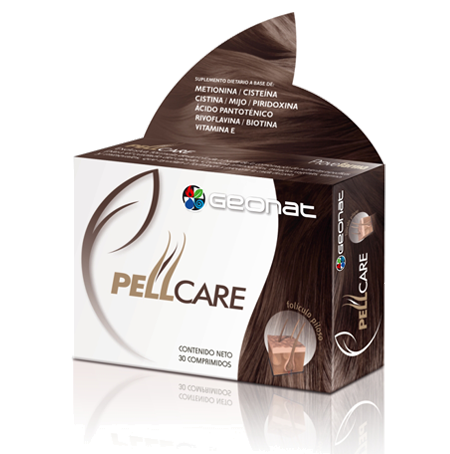 SUPLEMENTO DIETARIO A BASE DE:
METIONINA / CISTEÍNA
CISTINA / MIJO / PIRIDOXINA
ÁCIDO PANTOTÉNICO
RIVOFLAVINA / BIOTINA
VITAMINA E
PELLCARE
GEONAT
PELLCARE
CONTENIDO NETO
30 COMPRIMIDOS
folículo piloso
GEONAT
PELLCARE